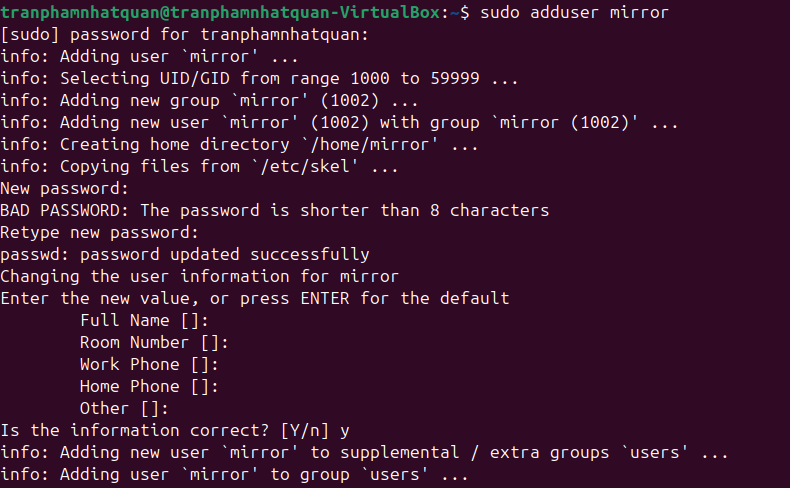 tranphamnhatquan@tranphamnhatquan-VirtualBox:~$ sudo adduser mirror
[sudo] password for tranphamnhatquan:
info: Adding user `mirror' ...
info: Selecting UID/GID from range 1000 to 59999 ...
info: Adding new group `mirror' (1002) ...
info: Adding new user `mirror' (1002) with group `mirror (1002)' ...
info: Creating home directory `/home/mirror' ...
info: Copying files from `/etc/skel' ...
New password:
BAD PASSWORD: The password is shorter than 8 characters
Retype new password:
passwd: password updated successfully
Changing the user information for mirror
Enter the new value, or press ENTER for the default
        Full Name []:
        Room Number []:
        Work Phone []:
        Home Phone []:
        Other []:
Is the information correct? [Y/n] y
info: Adding new user `mirror' to supplemental / extra groups `users' ...
info: Adding user `mirror' to group `users' ...